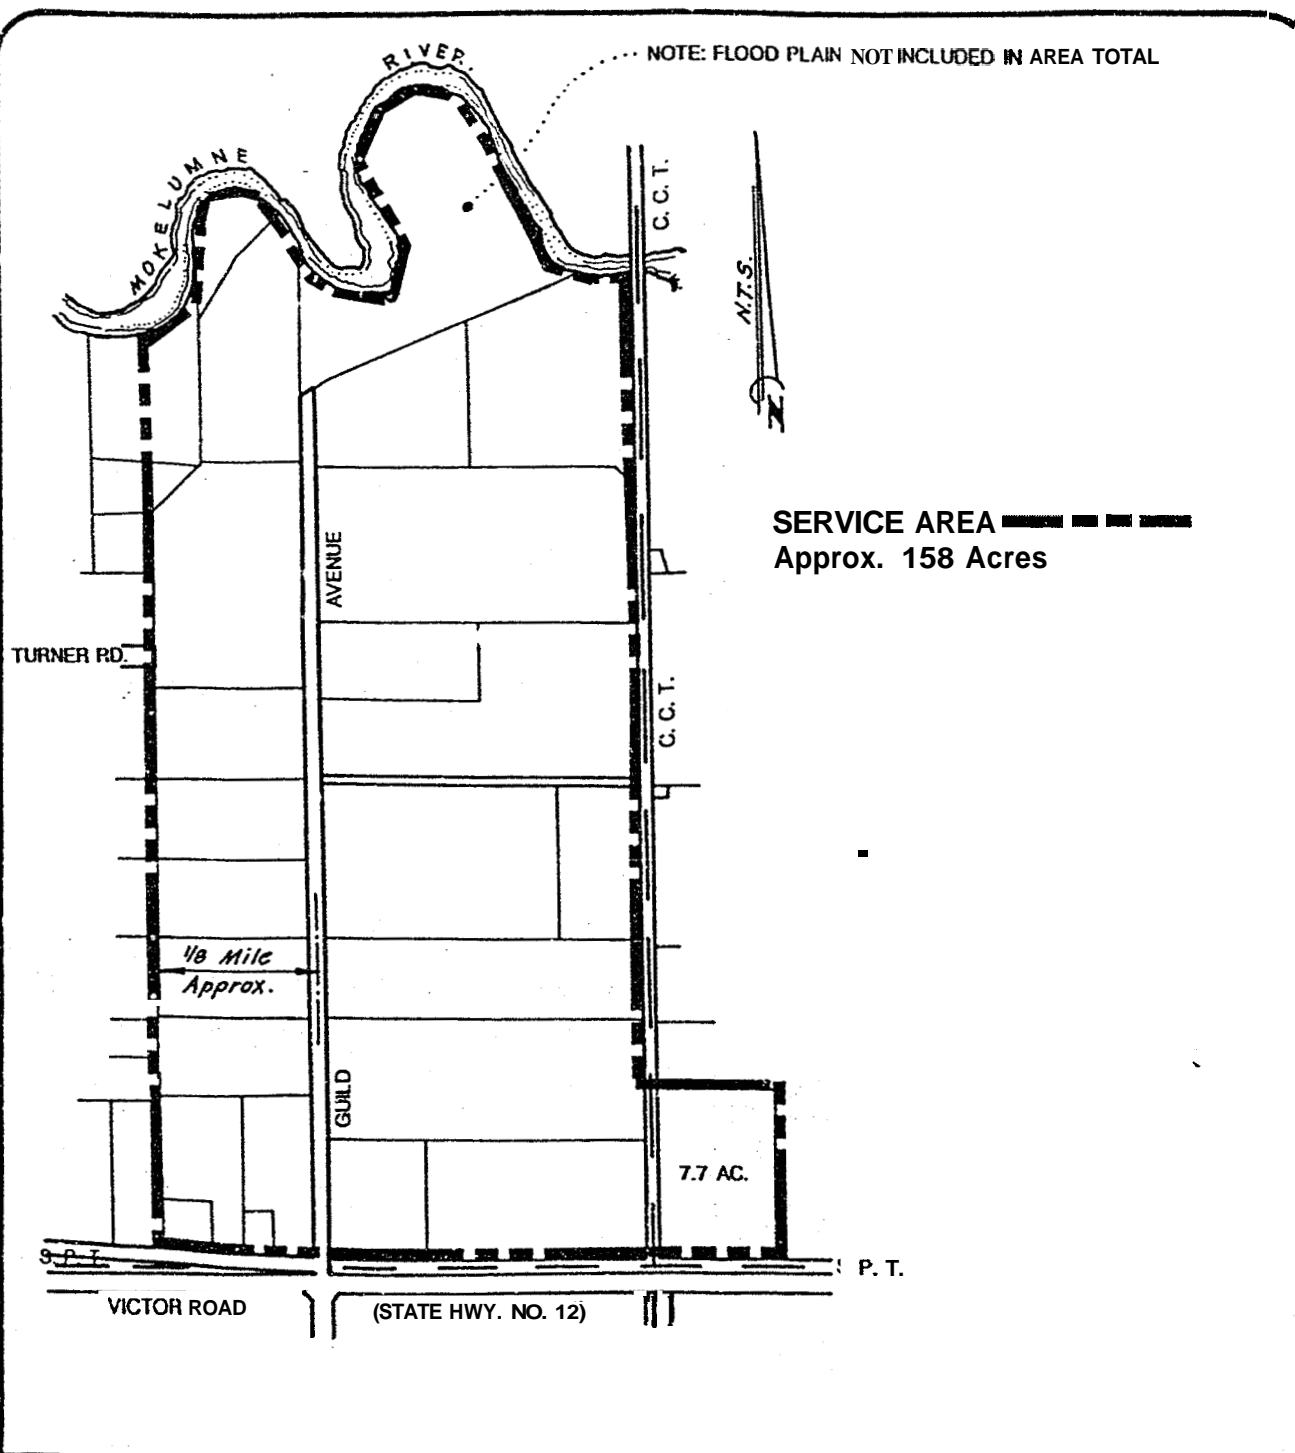 RIVER
NOTE: FLOOD PLAIN NOT INCLUDED IN AREA TOTAL
MOKELUMNE
C. C. T.
N.T.S.
N
SERVICE AREA
Approx. 158 Acres
AVENUE
TURNER RD.
C. C. T.
1/8 Mile
Approx.
GUILD
7.7 AC.
S. P. T.
P. T.
VICTOR ROAD
(STATE HWY. NO. 12)